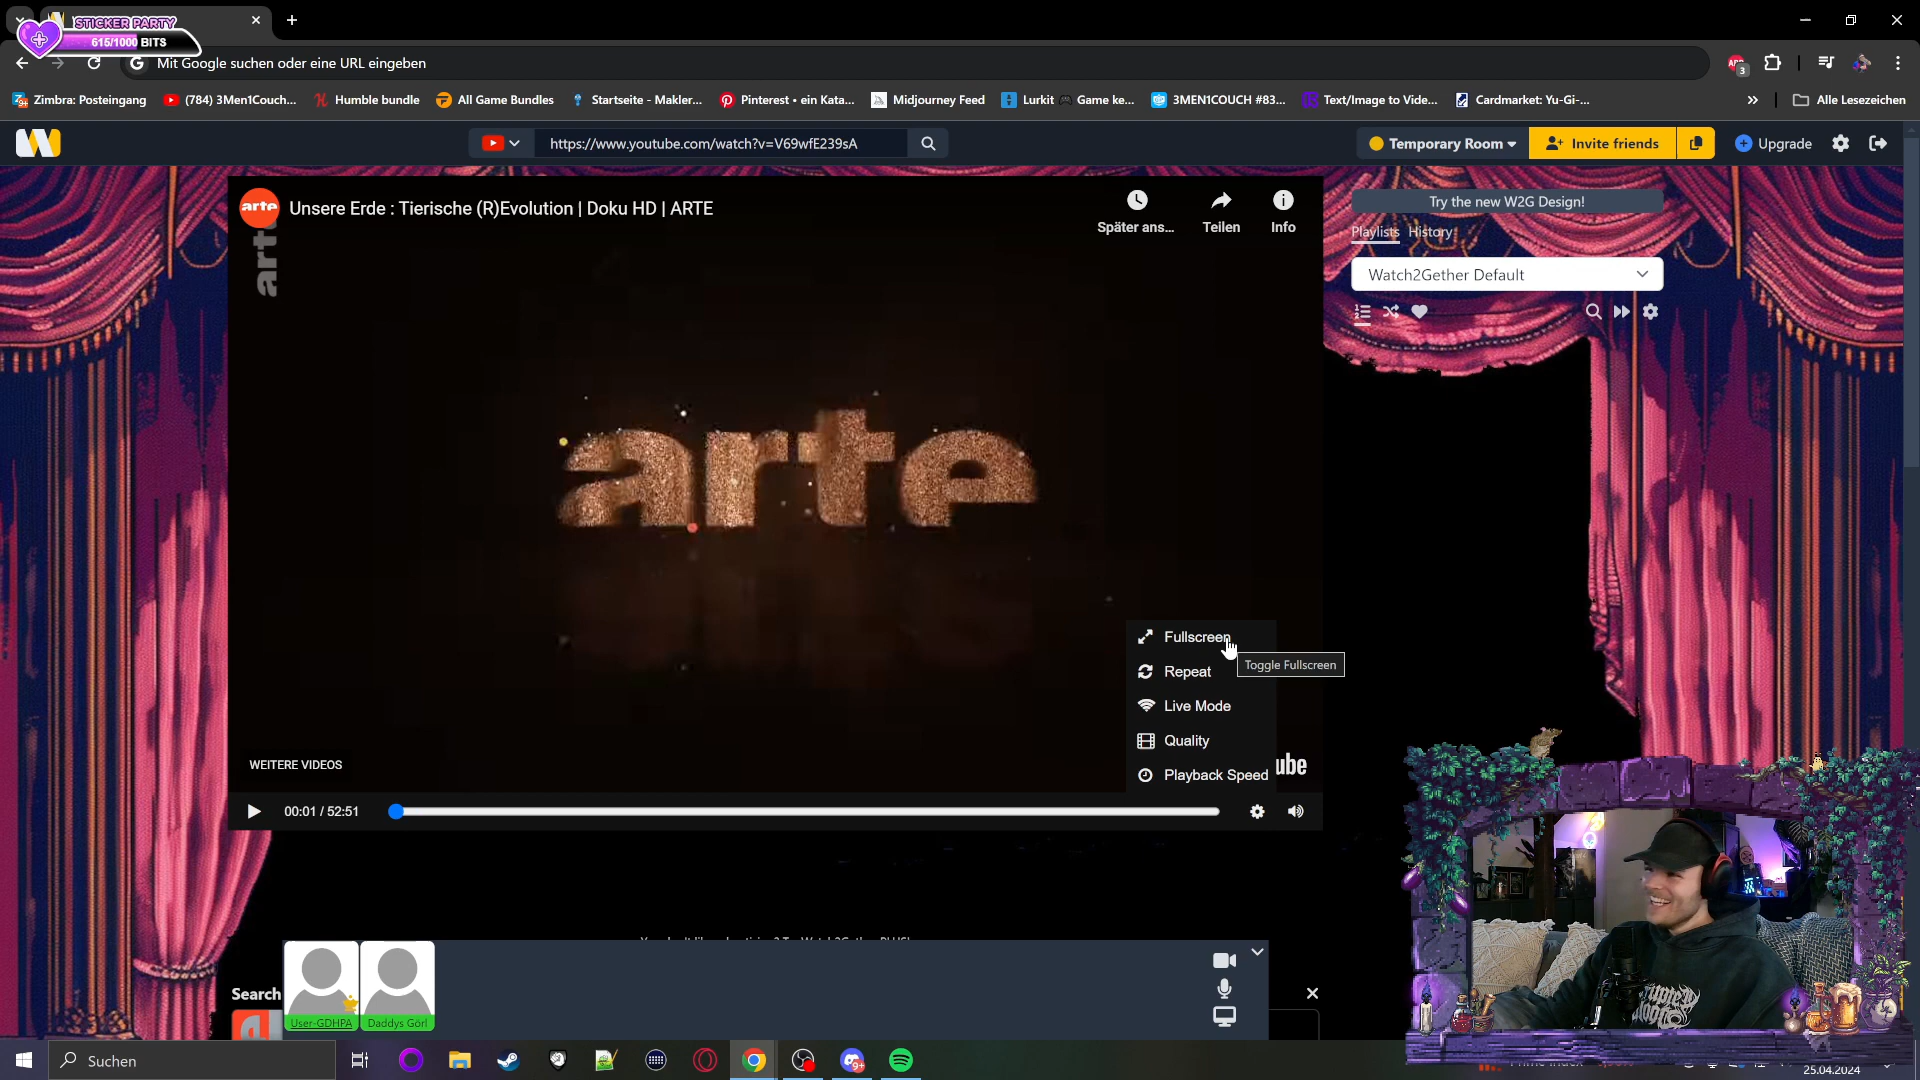 STICKER PARTY
615/1000 BITS
Mit Google suchen oder eine URL eingeben
3
Zimbra: Posteingang
(784) 3Men1Couch...
Humble bundle
All Game Bundles
Startseite - Makler...
Pinterest • ein Kata...
Midjourney Feed
Lurkit
Game ke...
3MEN1COUCH #83...
Text/Image to Vide...
Cardmarket: Yu-Gi-...
Alle Lesezeichen
https://www.youtube.com/watch?v=V69wfE239sA
Temporary Room
Invite friends
Upgrade
arte
Unsere Erde : Tierische (R)Evolution | Doku HD | ARTE
Später ans...
Teilen
Info
arte
Try the new W2G Design!
Playlists
History
Watch2Gether Default
arte
Fullscreen
Toggle Fullscreen
Repeat
Live Mode
Quality
Playback Speed
ube
WEITERE VIDEOS
00:01 / 52:51
Search
User-GDHPA
Daddys Görl
Suchen
9+
25.04.2024